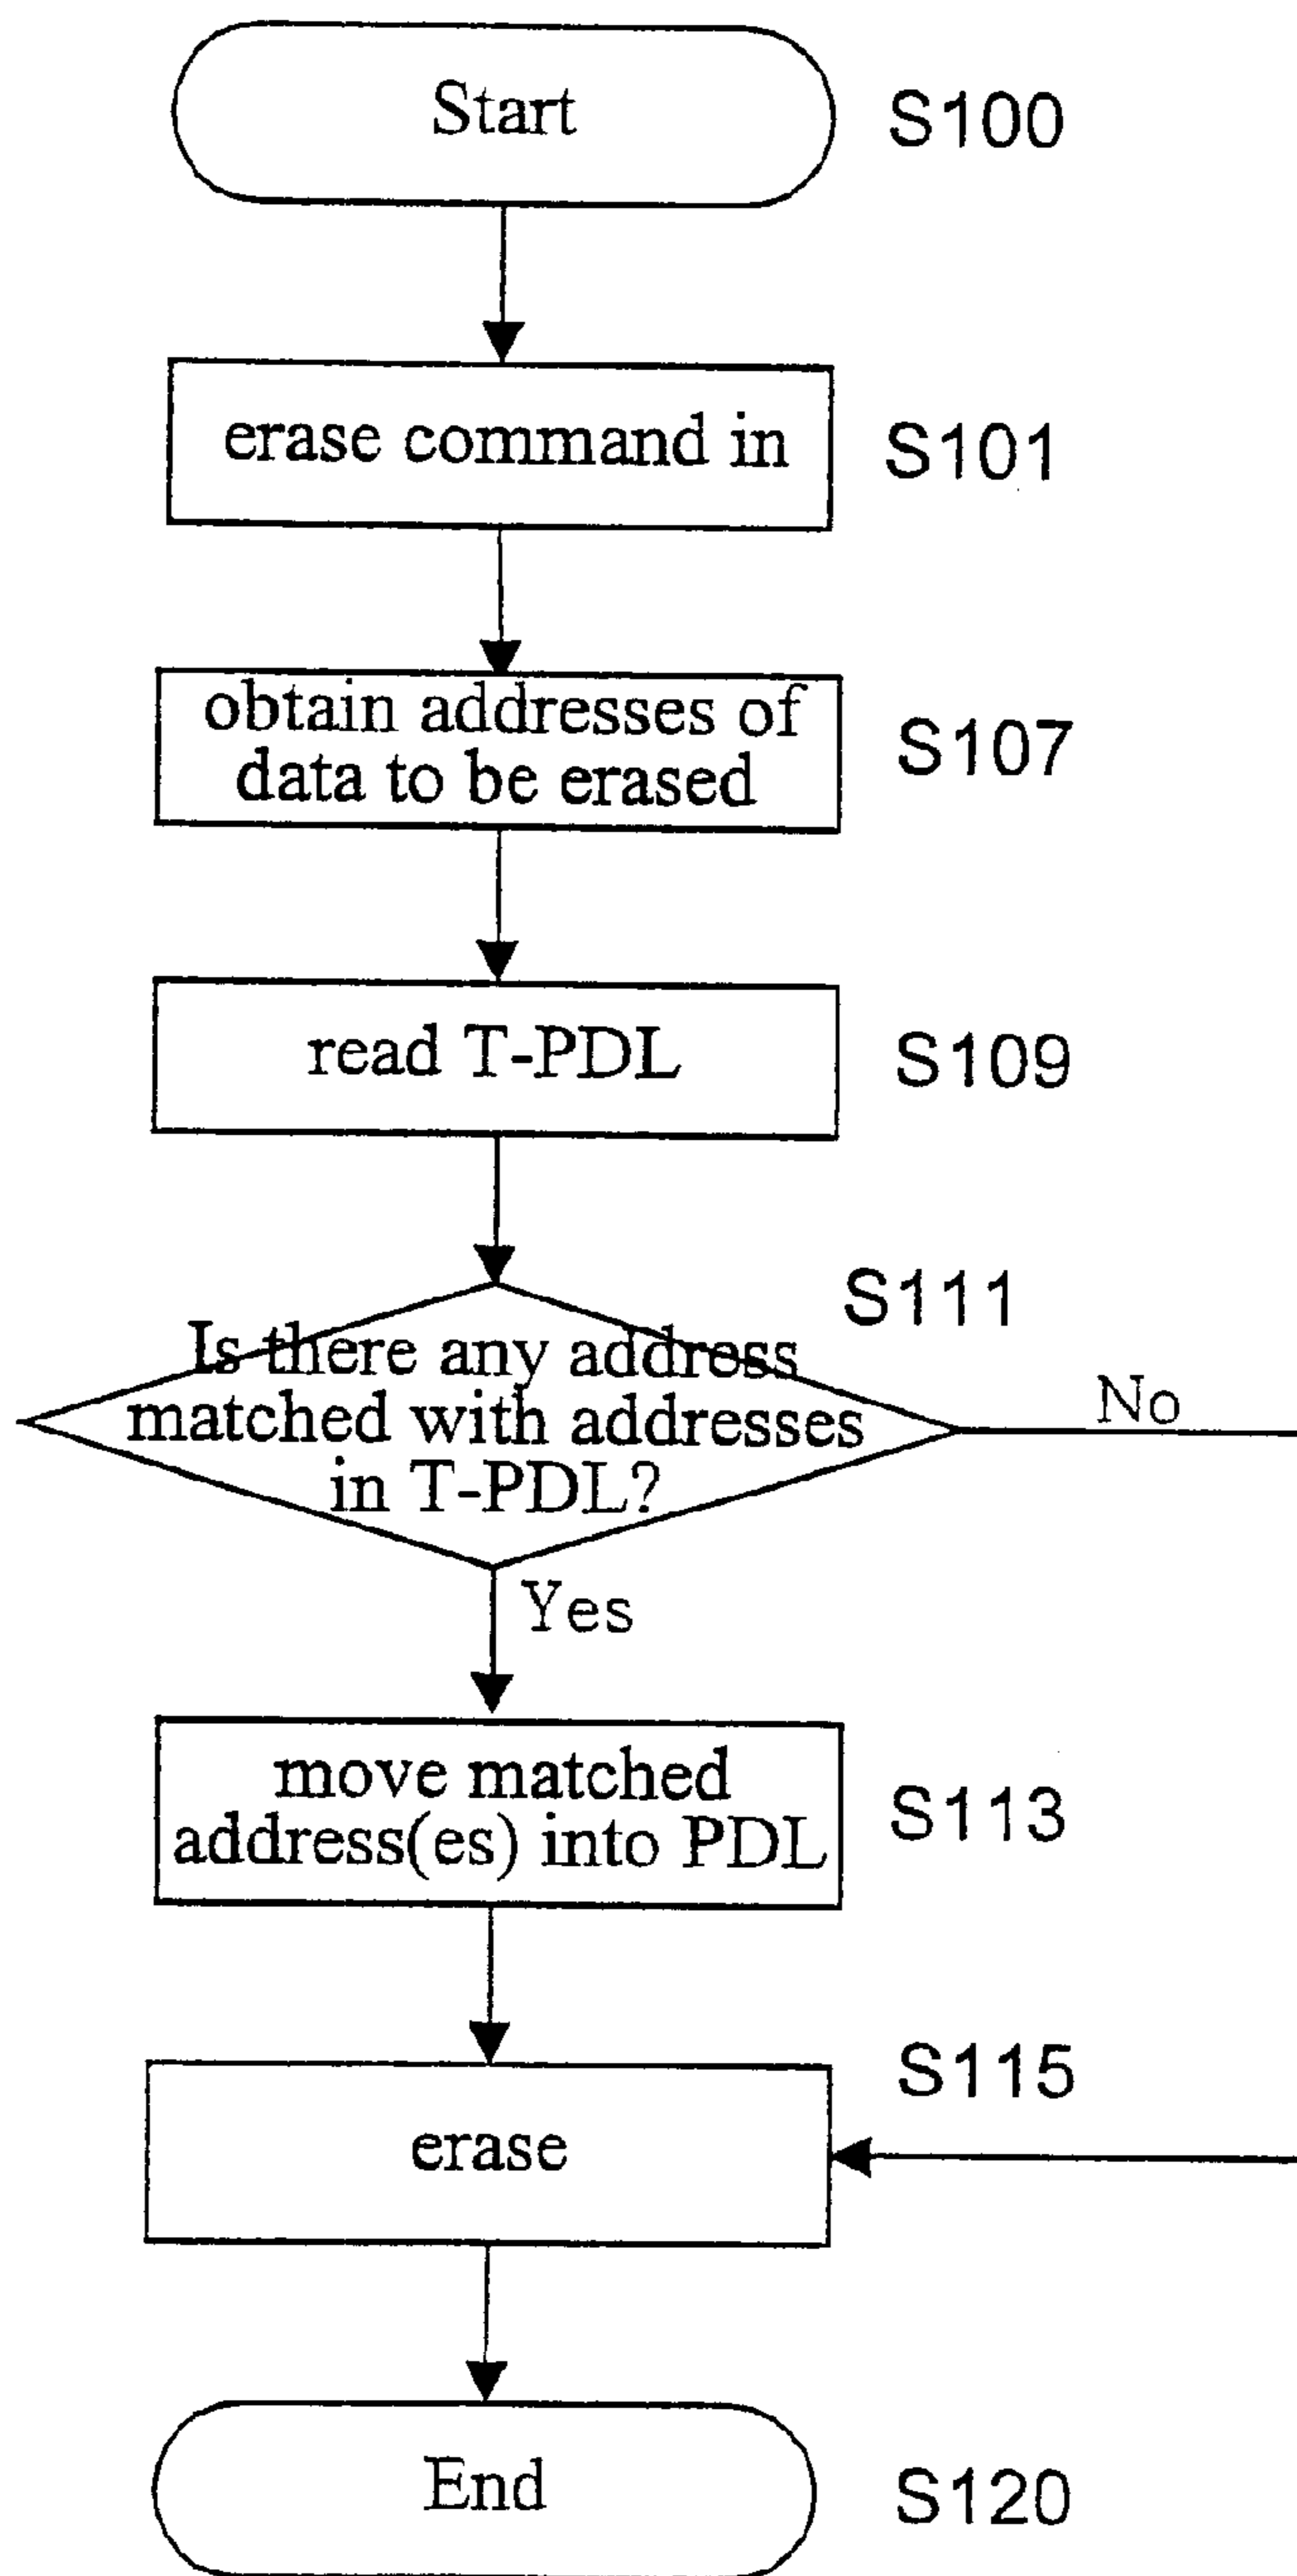 Start
S100
erase command in
S101
obtain addresses of
data to be erased
S107
read T-PDL
S109
S111
Is there any address
matched with addresses
in T-PDL?
No
Yes
move matched
address(es) into PDL
S113
S115
erase
End
S120